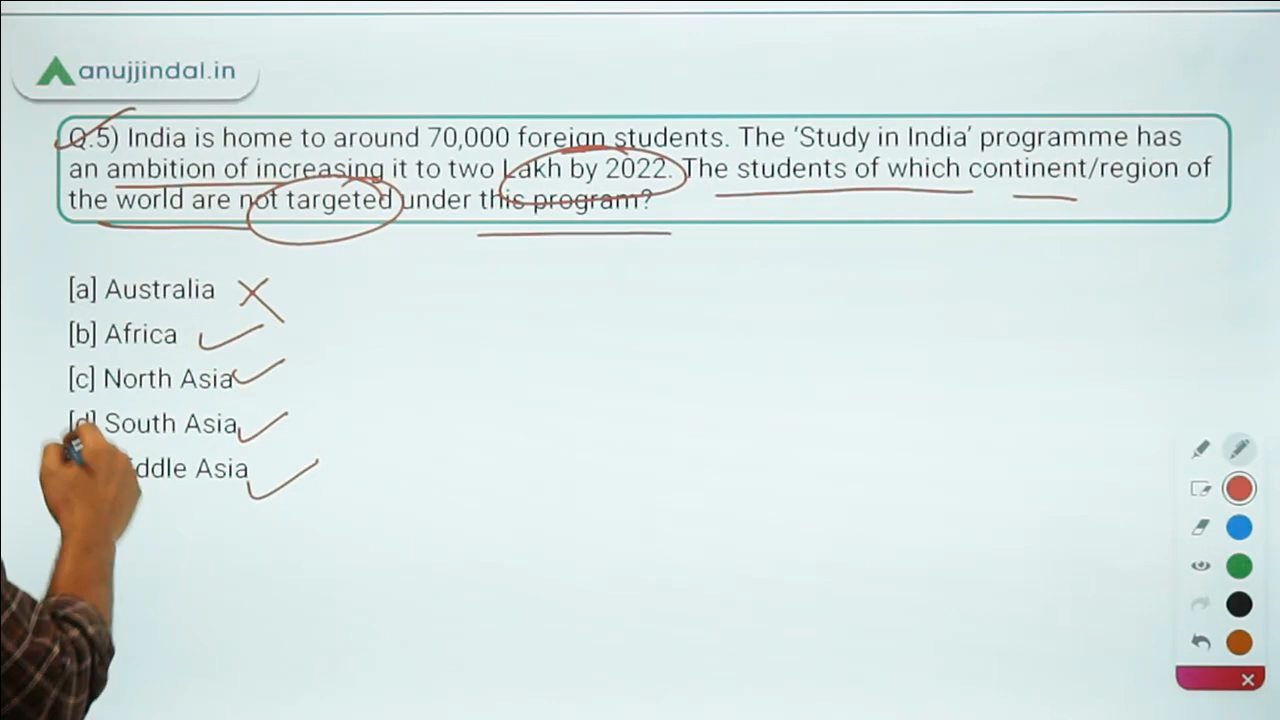 anujjindal.in
Q.5) India is home to around 70,000 foreign students. The ‘Study in India’ programme has
an ambition of increasing it to two Lakh by 2022. The students of which continent/region of
the world are not targeted under this program?
[a] Australia
[b] Africa
[c] North Asia
[d] South Asia
Asia